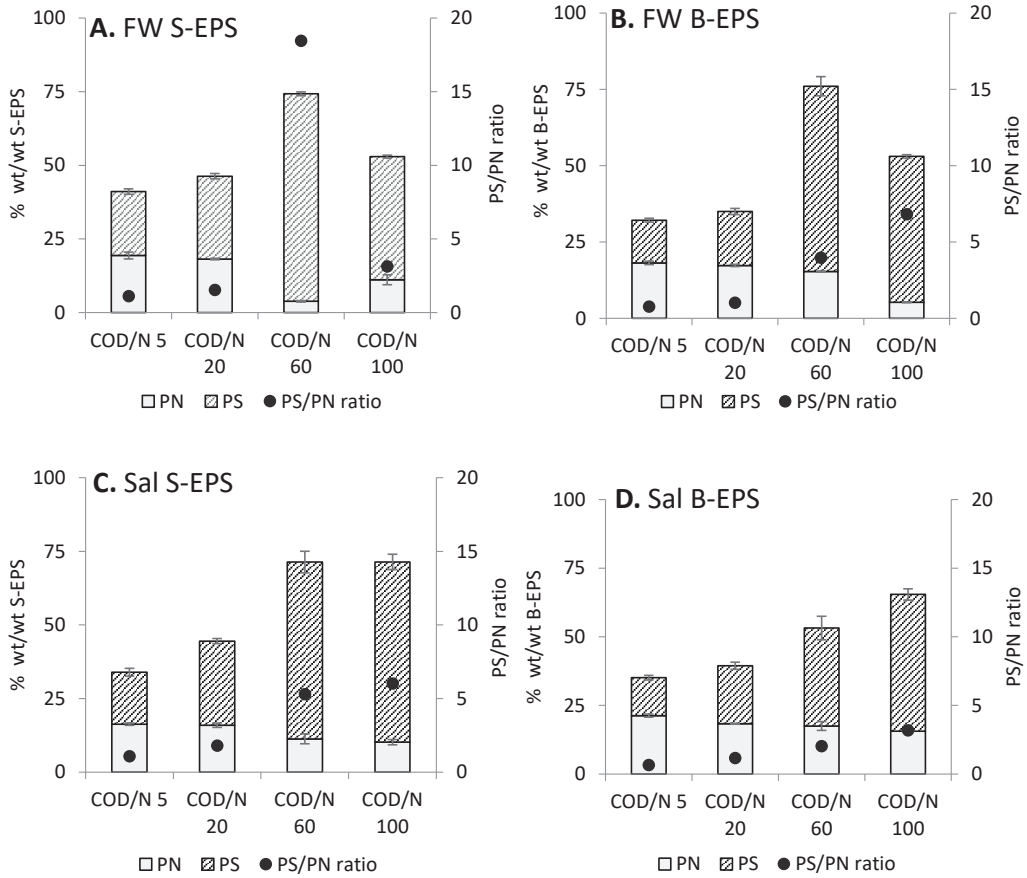 A. FW S-EPS
% wt/wt S-EPS
100
75
50
25
0
20
15
10
5
0
PS/PN ratio
COD/N 5 COD/N 20 COD/N 60 COD/N 100
PN PS PS/PN ratio
B. FW B-EPS
% wt/wt B-EPS
100
75
50
25
0
20
15
10
5
0
PS/PN ratio
COD/N 5 COD/N 20 COD/N 60 COD/N 100
PN PS PS/PN ratio
C. Sal S-EPS
% wt/wt S-EPS
100
75
50
25
0
20
15
10
5
0
PS/PN ratio
COD/N 5 COD/N 20 COD/N 60 COD/N 100
PN PS PS/PN ratio
D. Sal B-EPS
% wt/wt B-EPS
100
75
50
25
0
20
15
10
5
0
PS/PN ratio
COD/N 5 COD/N 20 COD/N 60 COD/N 100
PN PS PS/PN ratio